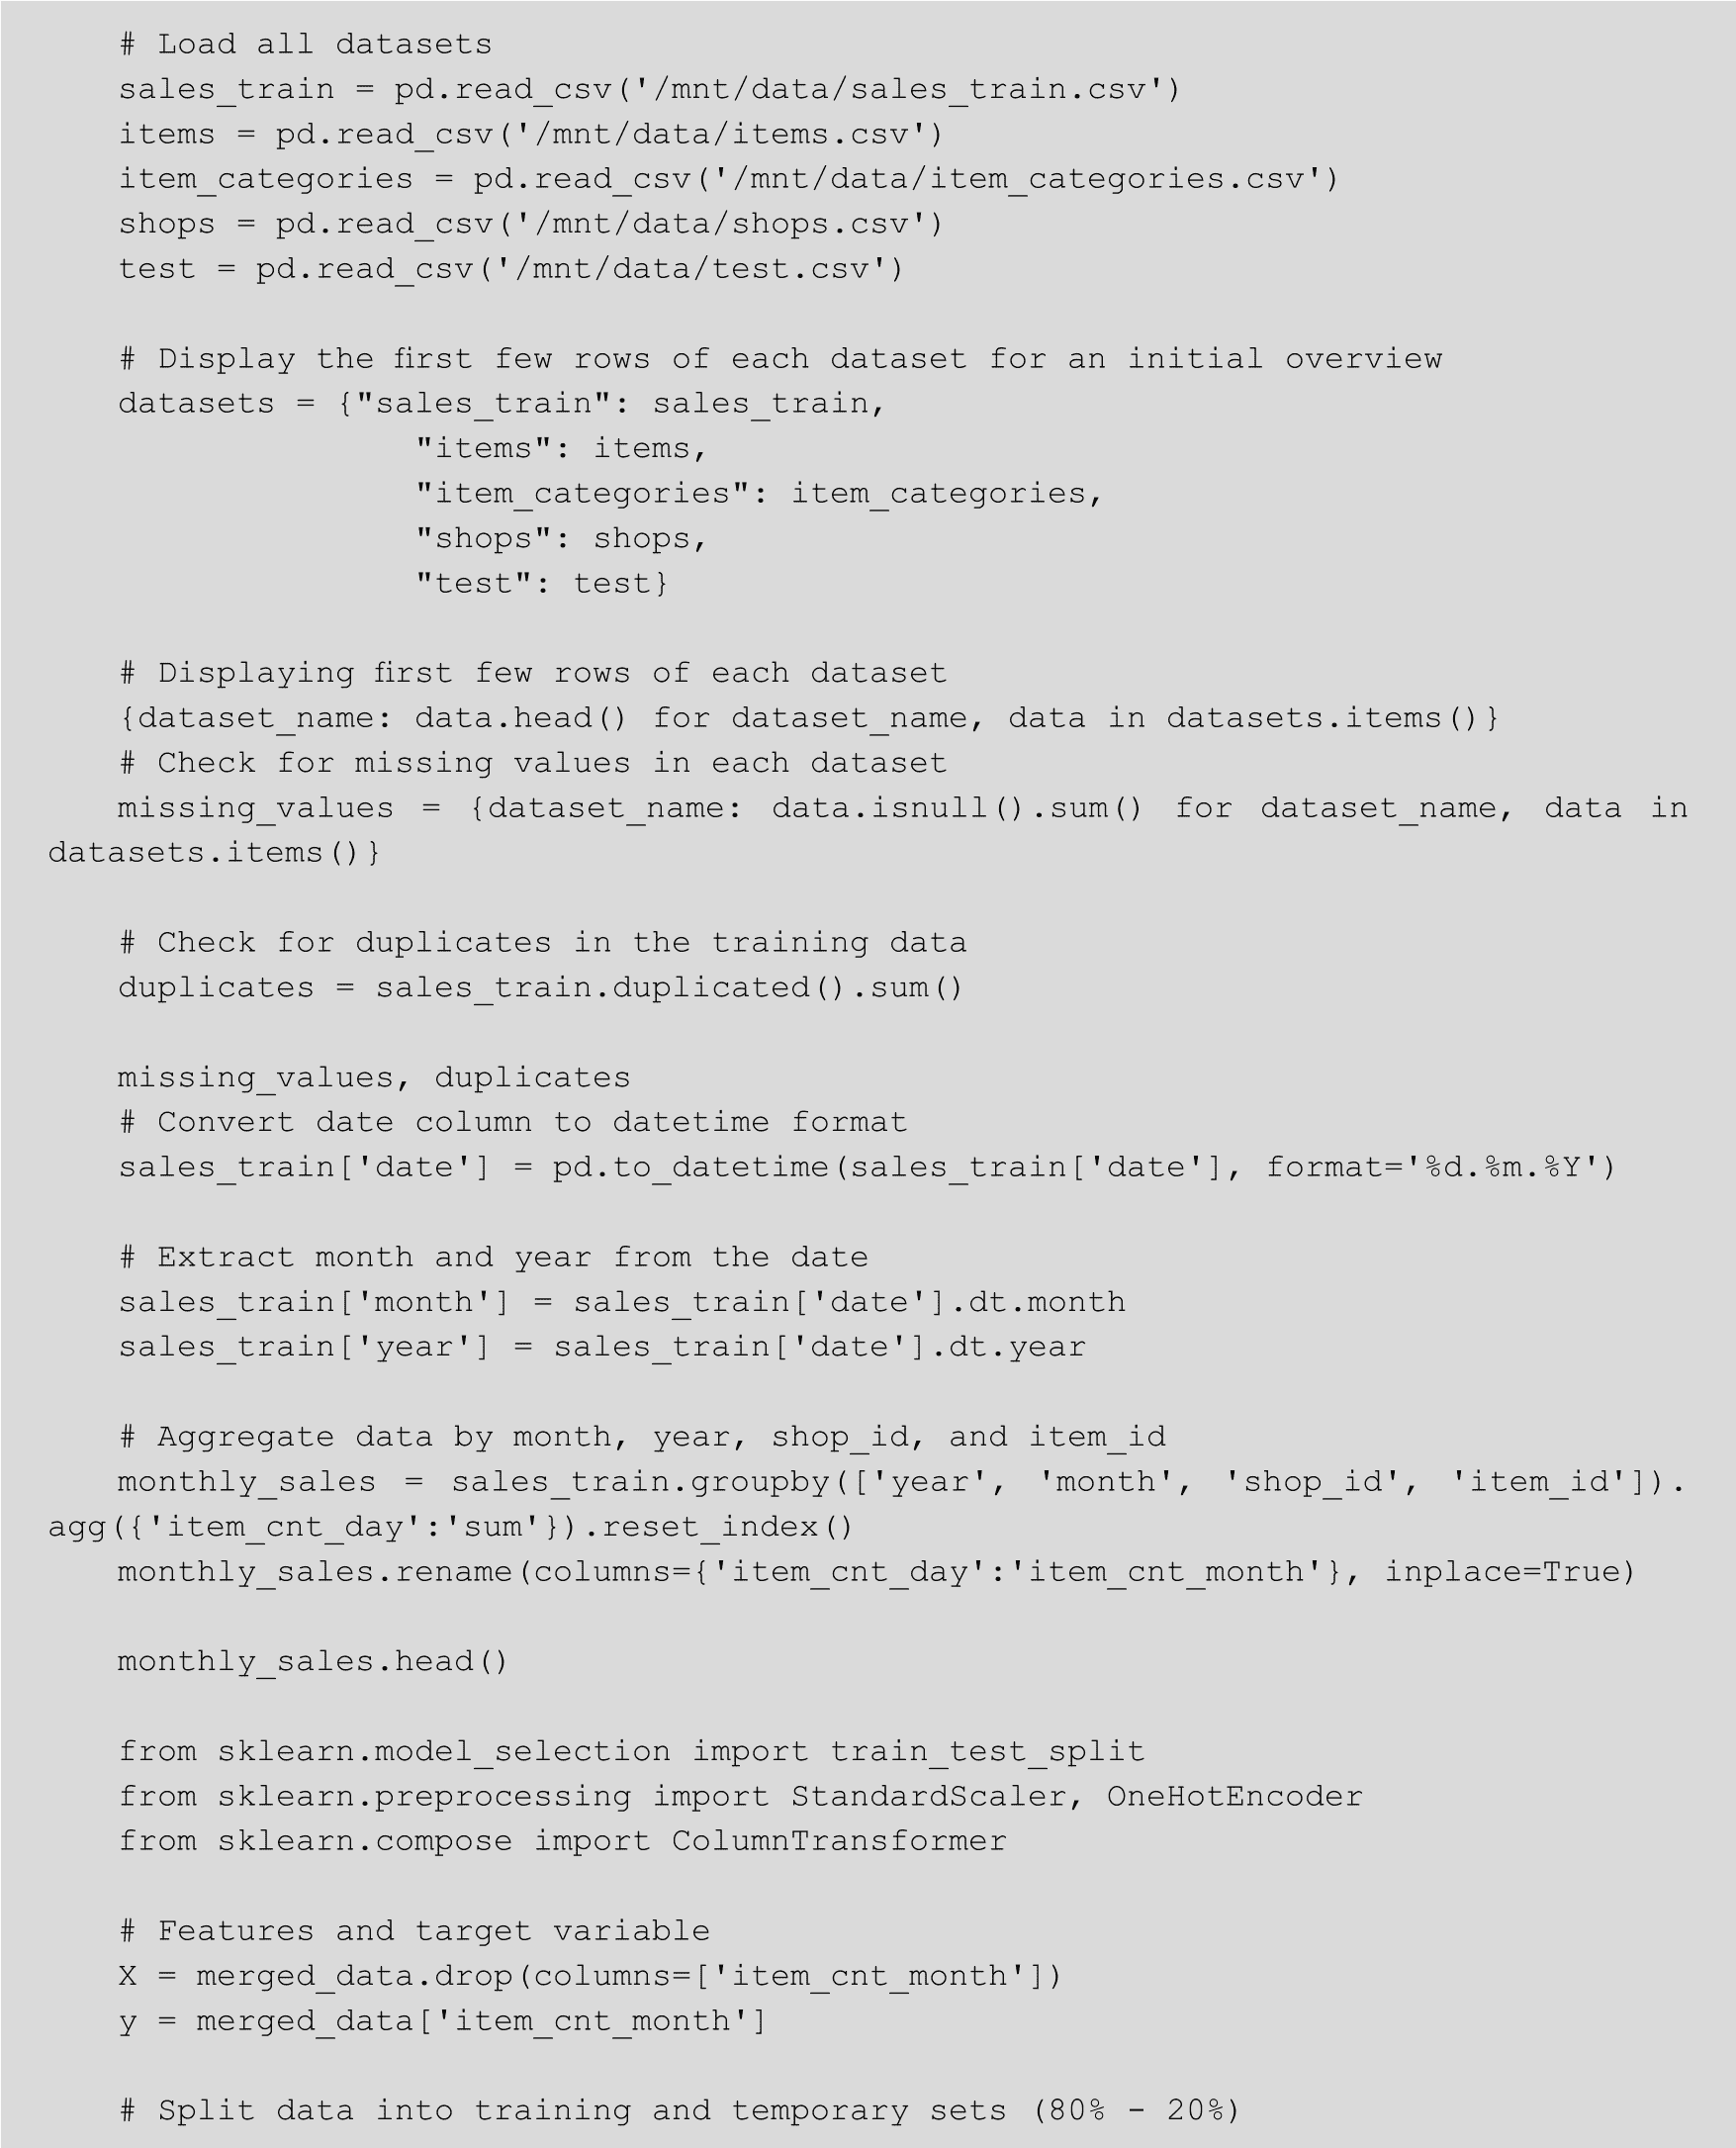 # Load all datasets
sales_train = pd.read_csv('/mnt/data/sales_train.csv')
items = pd.read_csv('/mnt/data/items.csv')
item_categories = pd.read_csv('/mnt/data/item_categories.csv')
shops = pd.read_csv('/mnt/data/shops.csv')
test = pd.read_csv('/mnt/data/test.csv')
# Display the first few rows of each dataset for an initial overview
datasets = {"sales_train": sales_train,
"items": items,
"item_categories": item_categories,
"shops": shops,
"test": test}
# Displaying first few rows of each dataset
{dataset_name: data.head() for dataset_name, data in datasets.items()}
# Check for missing values in each dataset
missing_values = {dataset_name: data.isnull().sum() for dataset_name, data in
datasets.items()}
# Check for duplicates in the training data
duplicates = sales_train.duplicated().sum()
missing_values, duplicates
# Convert date column to datetime format
sales_train['date'] = pd.to_datetime(sales_train['date'], format='%d.%m.%Y')
# Extract month and year from the date
sales_train['month'] = sales_train['date'].dt.month
sales_train['year'] = sales_train['date'].dt.year
# Aggregate data by month, year, shop_id, and item_id
monthly_sales = sales_train.groupby(['year', 'month', 'shop_id', 'item_id']).
agg({'item_cnt_day':'sum'}).reset_index()
monthly_sales.rename(columns={'item_cnt_day':'item_cnt_month'}, inplace=True)
monthly_sales.head()
from sklearn.model_selection import train_test_split
from sklearn.preprocessing import StandardScaler, OneHotEncoder
from sklearn.compose import ColumnTransformer
# Features and target variable
X = merged_data.drop(columns=['item_cnt_month'])
y = merged_data['item_cnt_month']
# Split data into training and temporary sets (80% - 20%)